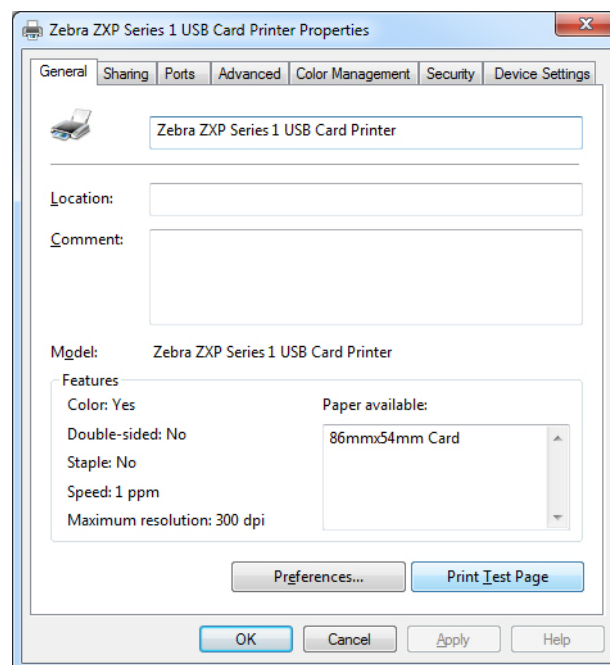 Zebra ZXP Series 1 USB Card Printer Properties
General Sharing Ports Advanced Color Management Security Device Settings
Zebra ZXP Series 1 USB Card Printer
Location:
Comment:
Model: Zebra ZXP Series 1 USB Card Printer
Features
Color: Yes Paper available:
Double-sided: No 86mmx54mm Card
Staple: No
Speed: 1 ppm
Maximum resolution: 300 dpi
Preferences... Print Test Page
OK Cancel Apply Help